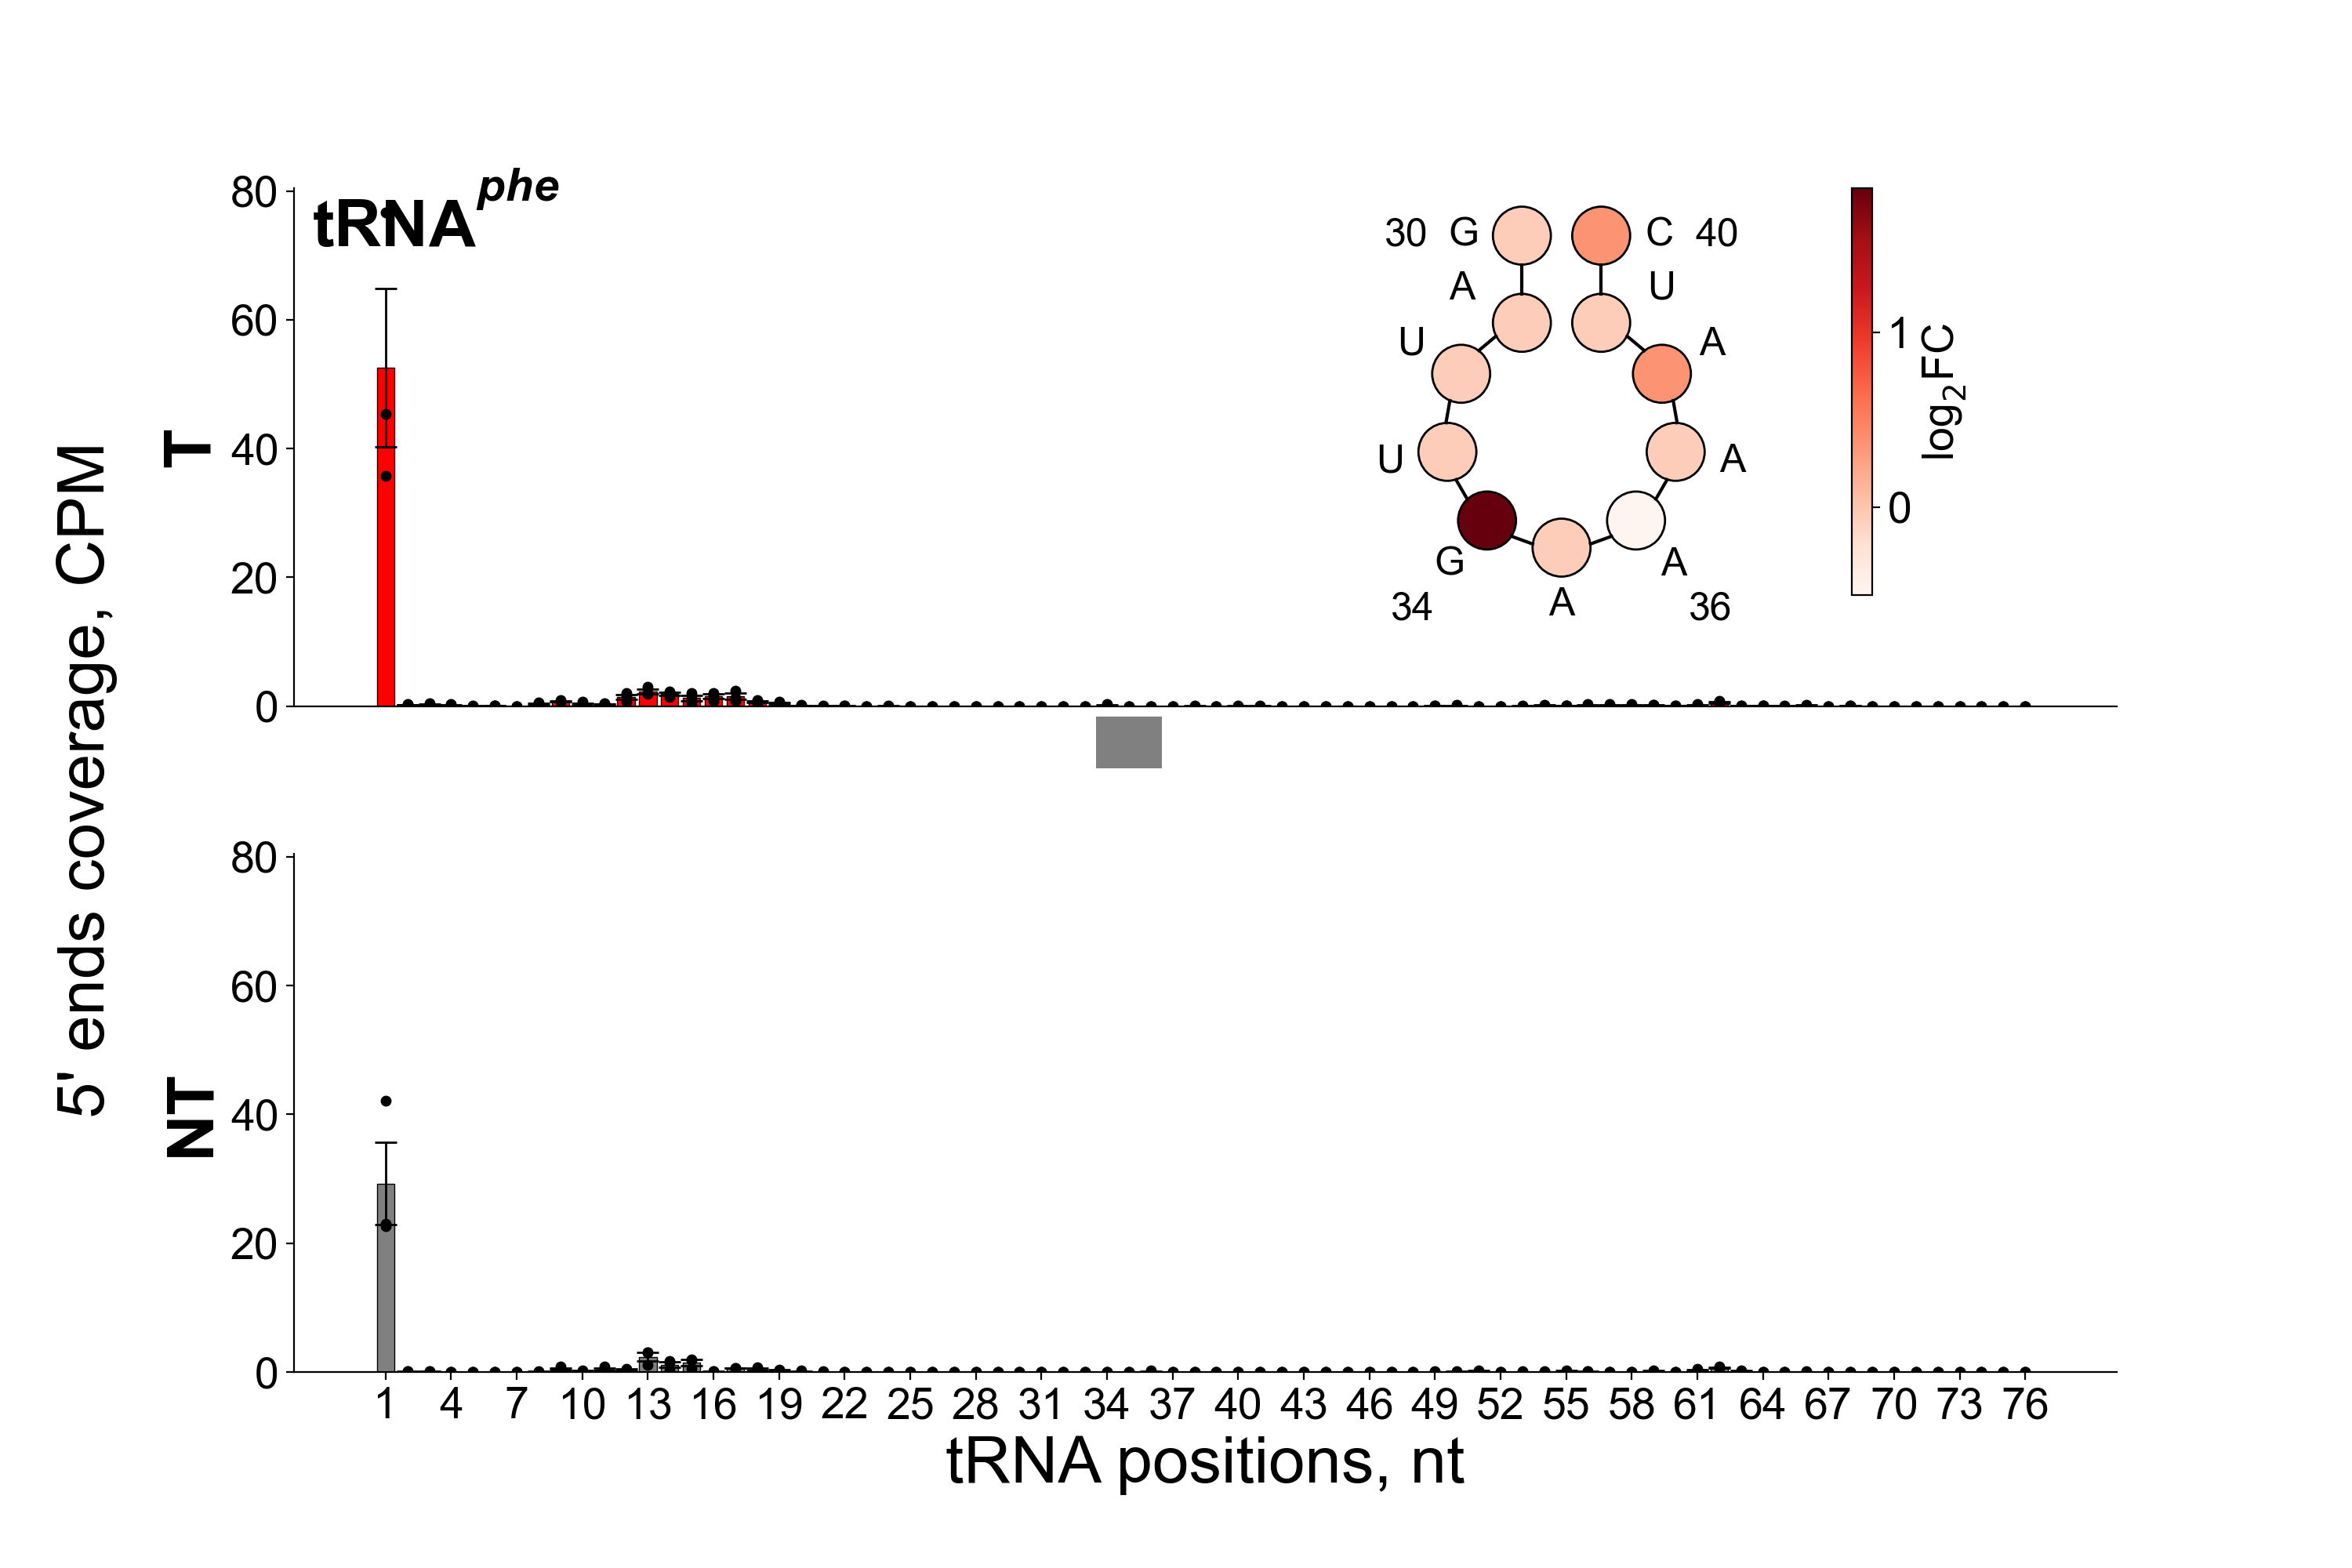 tRNAphe
5' ends coverage, CPM
T
80
60
40
20
0
30 G C 40
A U
U A
U A
G A
34 A 36
1
0
log2FC
NT
80
60
40
20
0
1 4 7 10 13 16 19 22 25 28 31 34 37 40 43 46 49 52 55 58 61 64 67 70 73 76
tRNA positions, nt